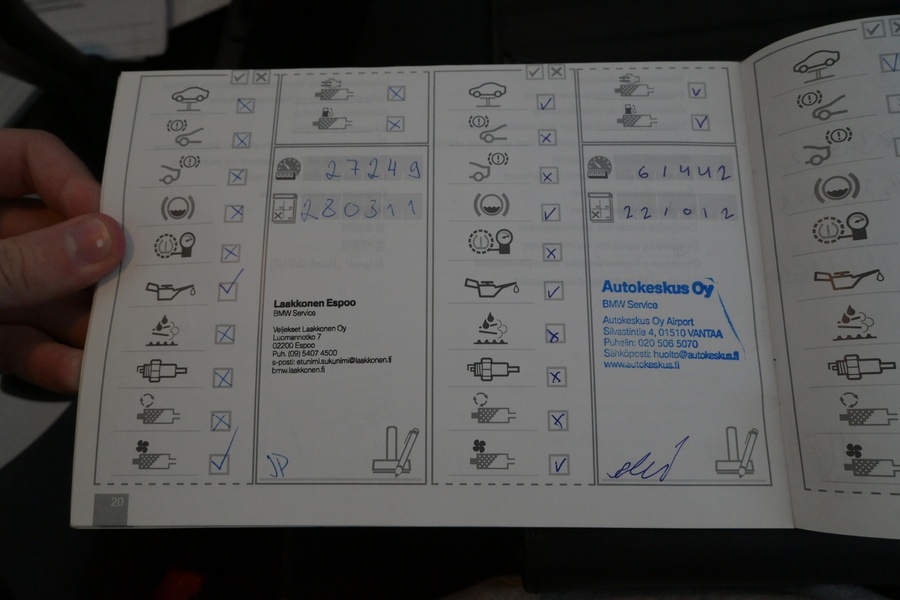 27249
280311
Laakkonen Espoo
BMW Service
Veljekset Laakkonen Oy
Luomannotko 7
02200 Espoo
Puh. (09) 5407 4500
s-posti: etunimi.sukunimi@laakkonen.fi
bmw.laakkonen.fi
JP
61442
221012
Autokeskus Oy
BMW Service
Autokeskus Oy Airport
Silvastintie 4, 01510 VANTAA
Puhelin: 020 506 5070
Sähköposti: huolto@autokeskus.fi
www.autokeskus.fi
20